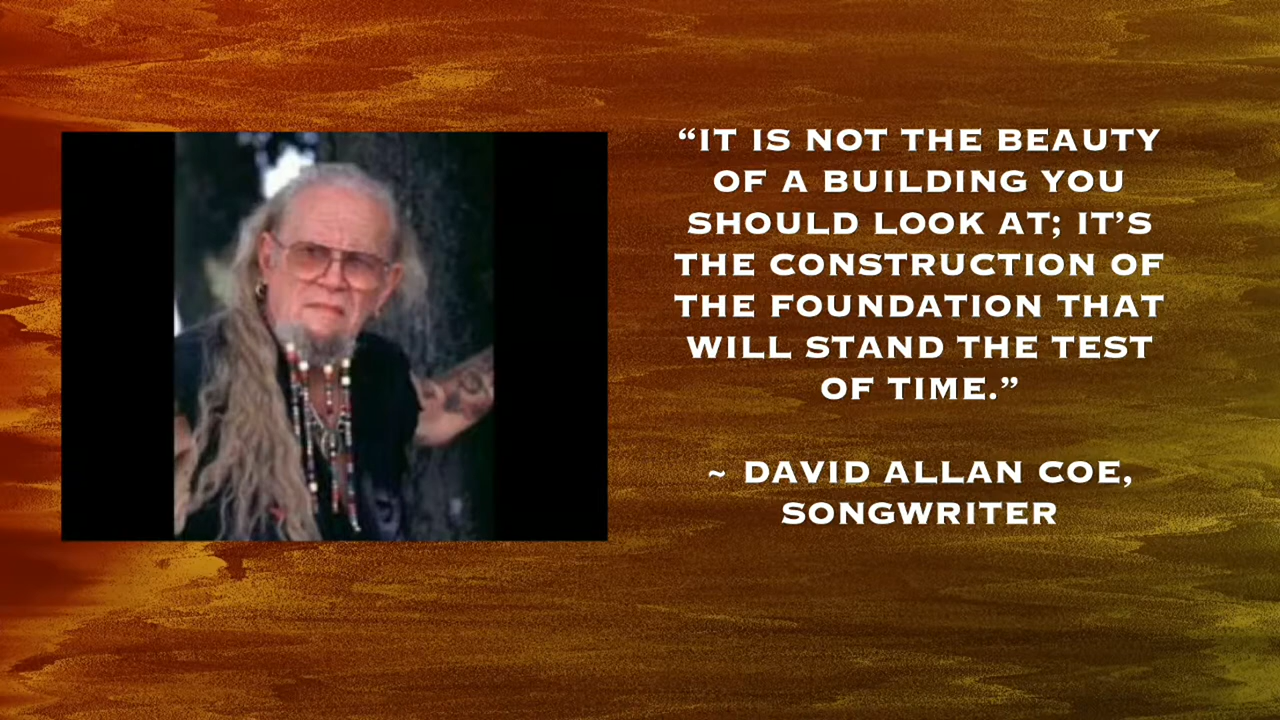 “IT IS NOT THE BEAUTY
OF A BUILDING YOU
SHOULD LOOK AT; IT’S
THE CONSTRUCTION OF
THE FOUNDATION THAT
WILL STAND THE TEST
OF TIME.”
~ DAVID ALLAN COE,
SONGWRITER